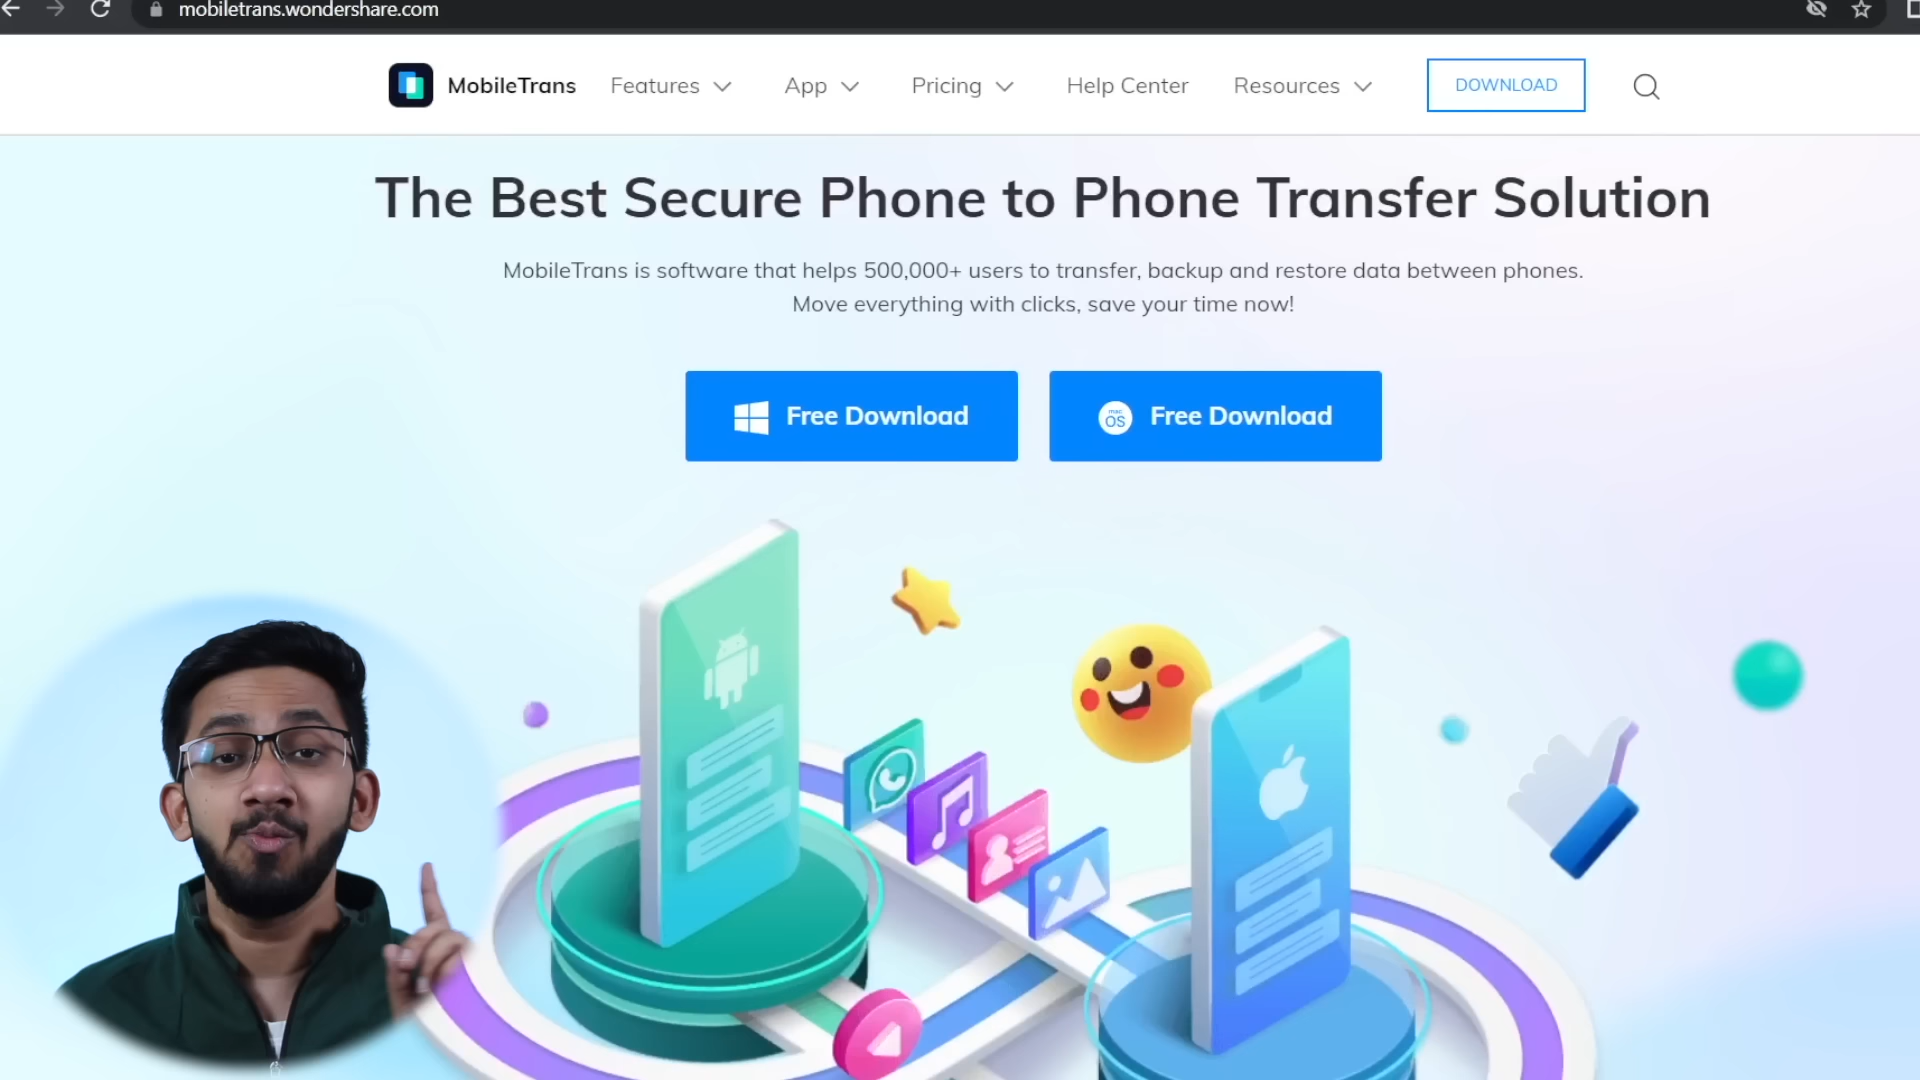 mobiletrans.wondershare.com
MobileTrans Features App Pricing Help Center Resources DOWNLOAD
The Best Secure Phone to Phone Transfer Solution
MobileTrans is software that helps 500,000+ users to transfer, backup and restore data between phones.
Move everything with clicks, save your time now!
Free Download
mac
OS
Free Download